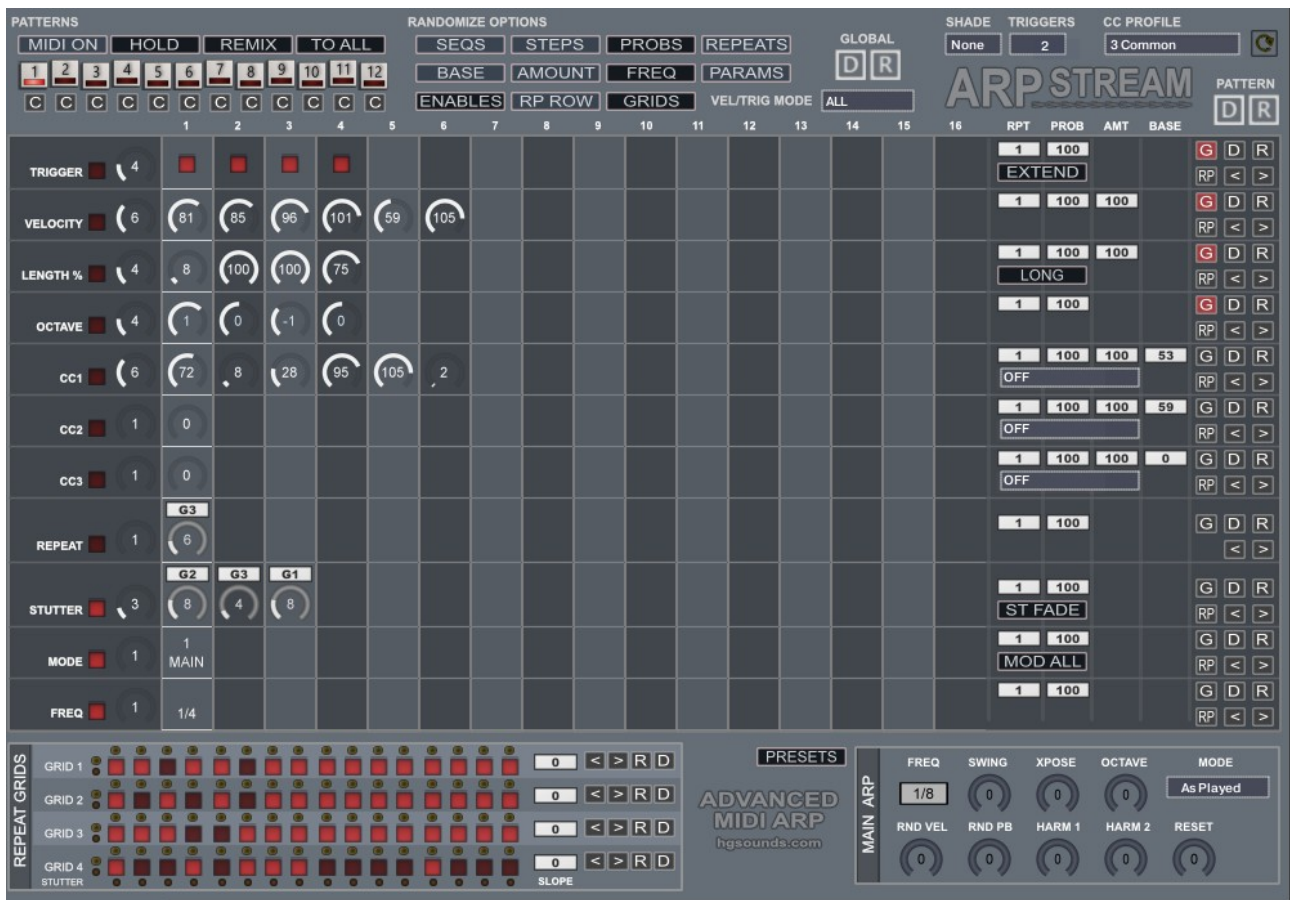 PATTERNS RANDOMIZE OPTIONS SHADE TRIGGERS CC PROFILE
MIDI ON HOLD REMIX TO ALL SEQS STEPS PROBS REPEATS GLOBAL None 2 3 Common
1 2 3 4 5 6 7 8 9 10 11 12 BASE AMOUNT FREQ PARAMS D R ARP STREAM PATTERN
C C C C C C C C C C C C ENABLES RP ROW GRIDS VEL/TRIG MODE ALL D R
1 2 3 4 5 6 7 8 9 10 11 12 13 14 15 16 RPT PROB AMT BASE
1 100 G D R
TRIGGER 4 EXTEND RP < >
VELOCITY 6 81 85 96 101 59 105 1 100 100 G D R
RP < >
LENGTH % 4 8 100 100 75 1 100 100 G D R
LONG RP < >
OCTAVE 4 1 0 -1 0 1 100 G D R
RP < >
CC1 6 72 8 28 95 105 2 1 100 100 53 G D R
OFF RP < >
CC2 1 0 1 100 100 59 G D R
OFF RP < >
CC3 1 0 1 100 100 0 G D R
OFF RP < >
G3
REPEAT 1 6 1 100 G D R
< >
G2 G3 G1
STUTTER 3 8 4 8 1 100 G D R
ST FADE RP < >
MODE 1 1 MAIN 1 100 G D R
MOD ALL RP < >
FREQ 1 1/4 1 100 G D R
RP < >
REPEAT GRIDS
GRID 1 0 < > R D
GRID 2 0 < > R D
GRID 3 0 < > R D
GRID 4 0 < > R D
STUTTER SLOPE
PRESETS
ADVANCED
MIDI ARP
hgsounds.com
MAIN ARP
FREQ SWING XPOSE OCTAVE MODE
1/8 0 0 0 As Played
RND VEL RND PB HARM 1 HARM 2 RESET
0 0 0 0 0